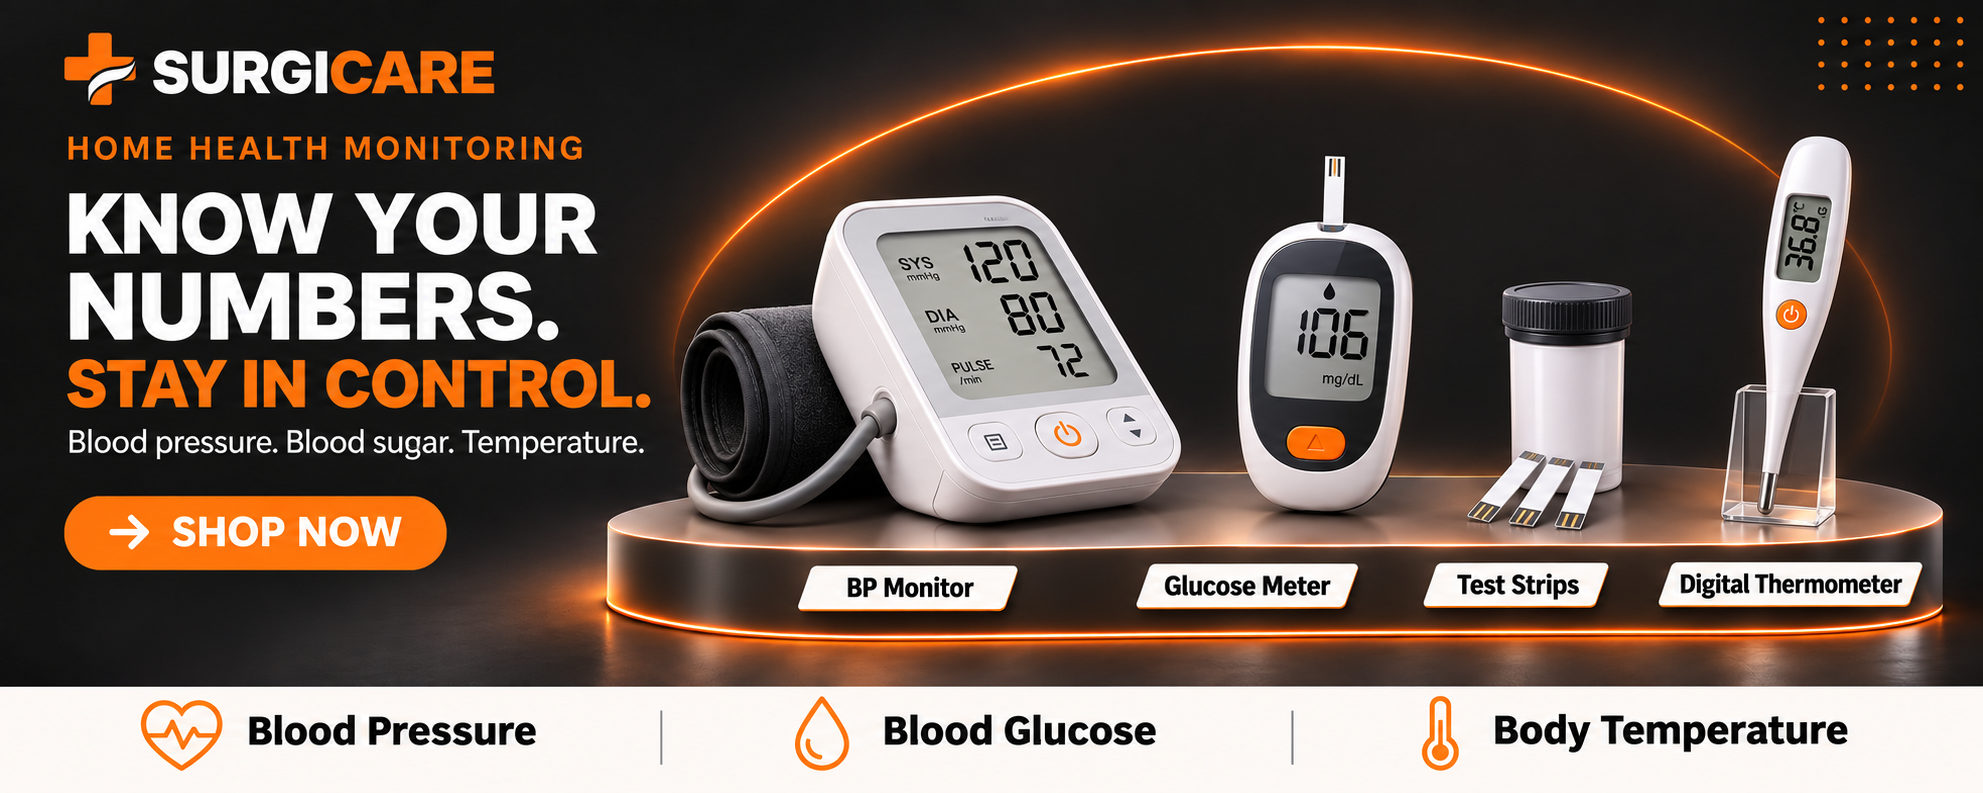 SURGICARE
HOME HEALTH MONITORING
KNOW YOUR
NUMBERS.
STAY IN CONTROL.
Blood pressure. Blood sugar. Temperature.
→ SHOP NOW
SYS
mmHg
120
DIA
mmHg
80
PULSE
/min
72
106
mg/dL
36.8
°C
BP Monitor
Glucose Meter
Test Strips
Digital Thermometer
Blood Pressure
Blood Glucose
Body Temperature